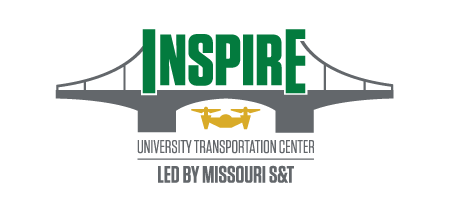 INSPIRE
UNIVERSITY TRANSPORTATION CENTER
LED BY MISSOURI S&T